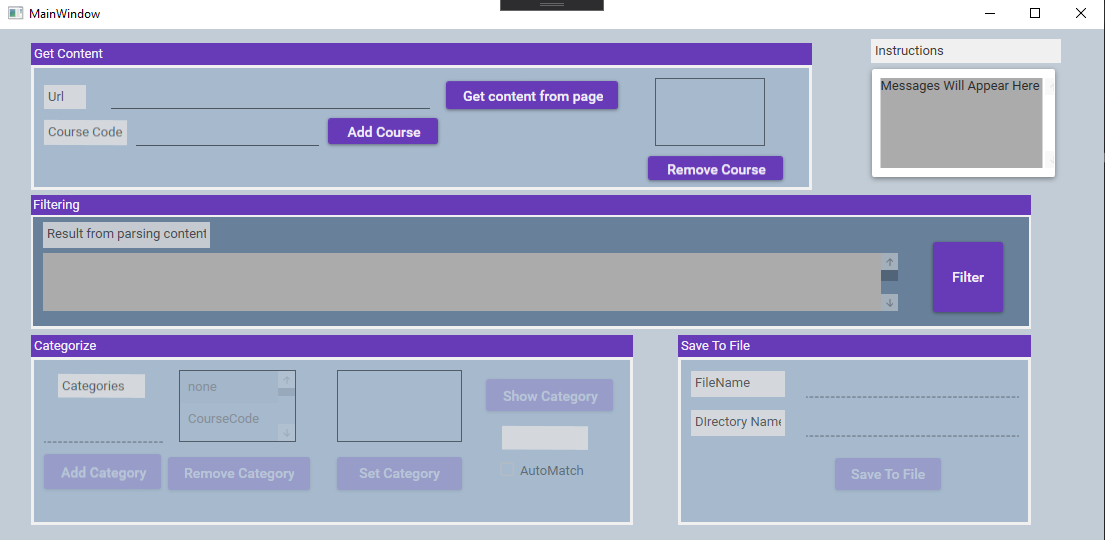 MainWindow
Get Content
Instructions
Url
Get content from page
Messages Will Appear Here
Course Code
Add Course
Remove Course
Filtering
Result from parsing content
Filter
Categorize
Save To File
Categories
none
CourseCode
Show Category
AutoMatch
Add Category
Remove Category
Set Category
FileName
DIrectory Name
Save To File